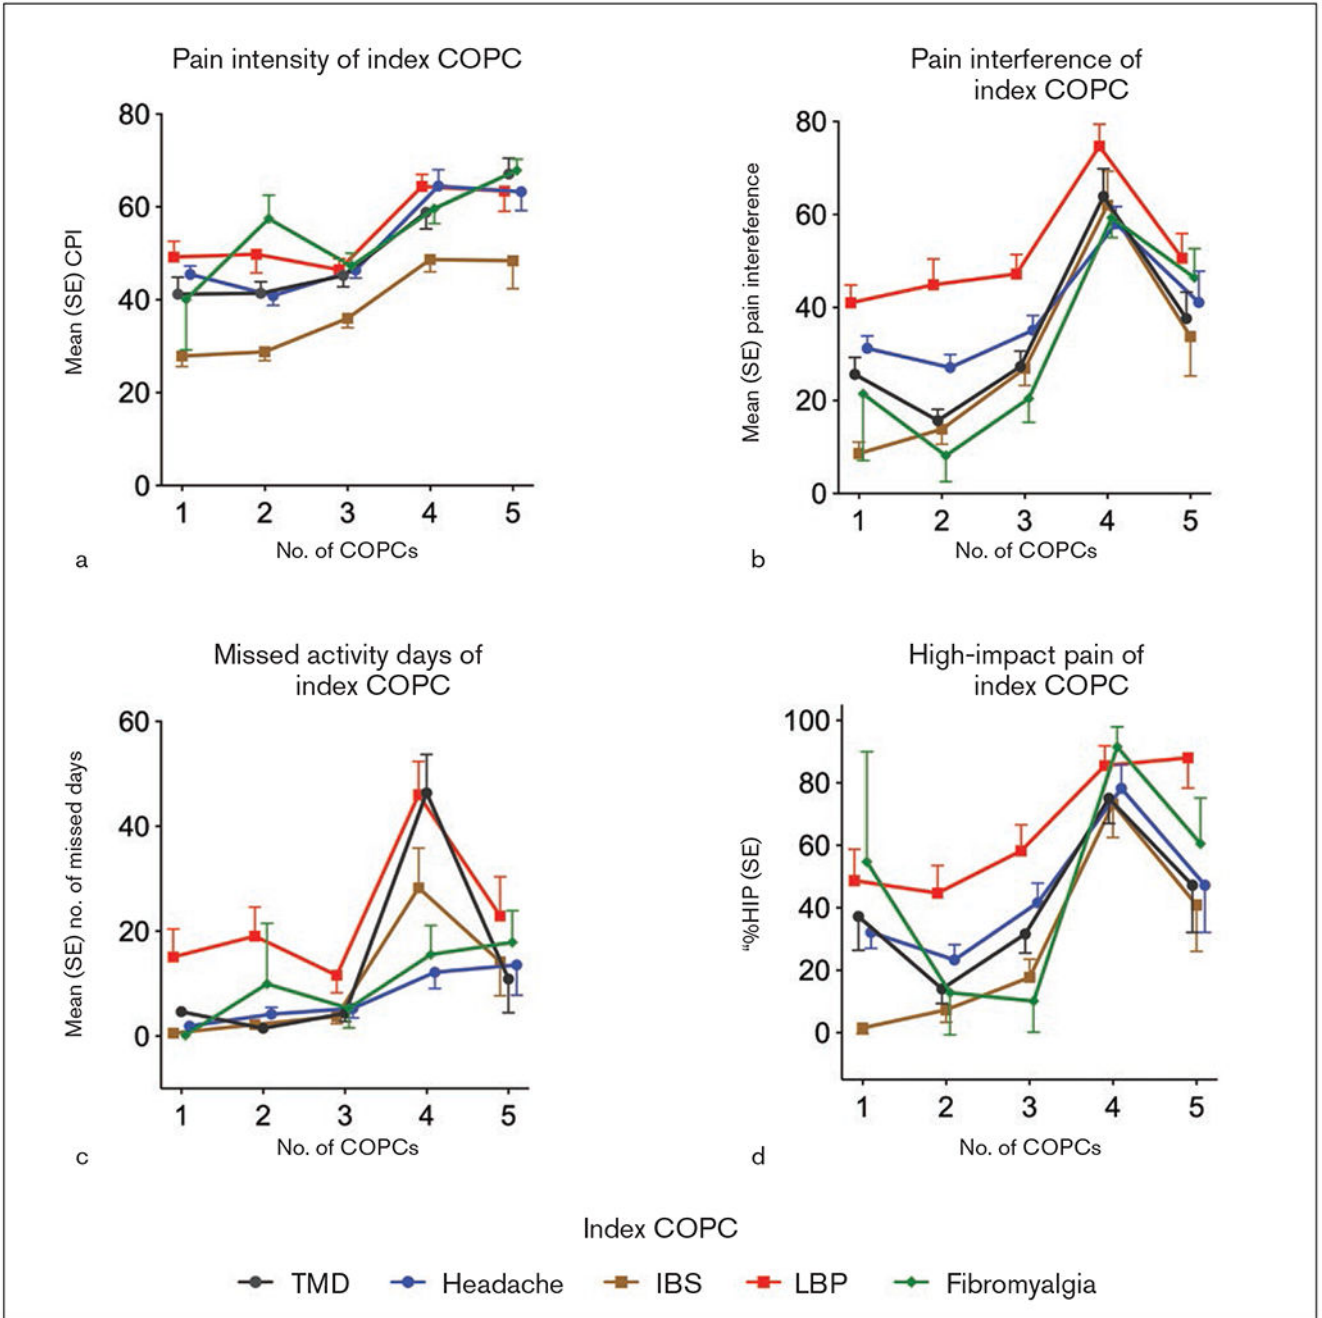 Pain intensity of index COPC
80
60
40
20
0
Mean (SE) CPI
1 2 3 4 5
No. of COPCs
a
Pain interference of
index COPC
80
60
40
20
0
Mean (SE) pain intereference
1 2 3 4 5
No. of COPCs
b
Missed activity days of
index COPC
60
40
20
0
Mean (SE) no. of missed days
1 2 3 4 5
No. of COPCs
c
High-impact pain of
index COPC
100
80
60
40
20
0
“%HIP (SE)
1 2 3 4 5
No. of COPCs
d
Index COPC
TMD Headache IBS LBP Fibromyalgia